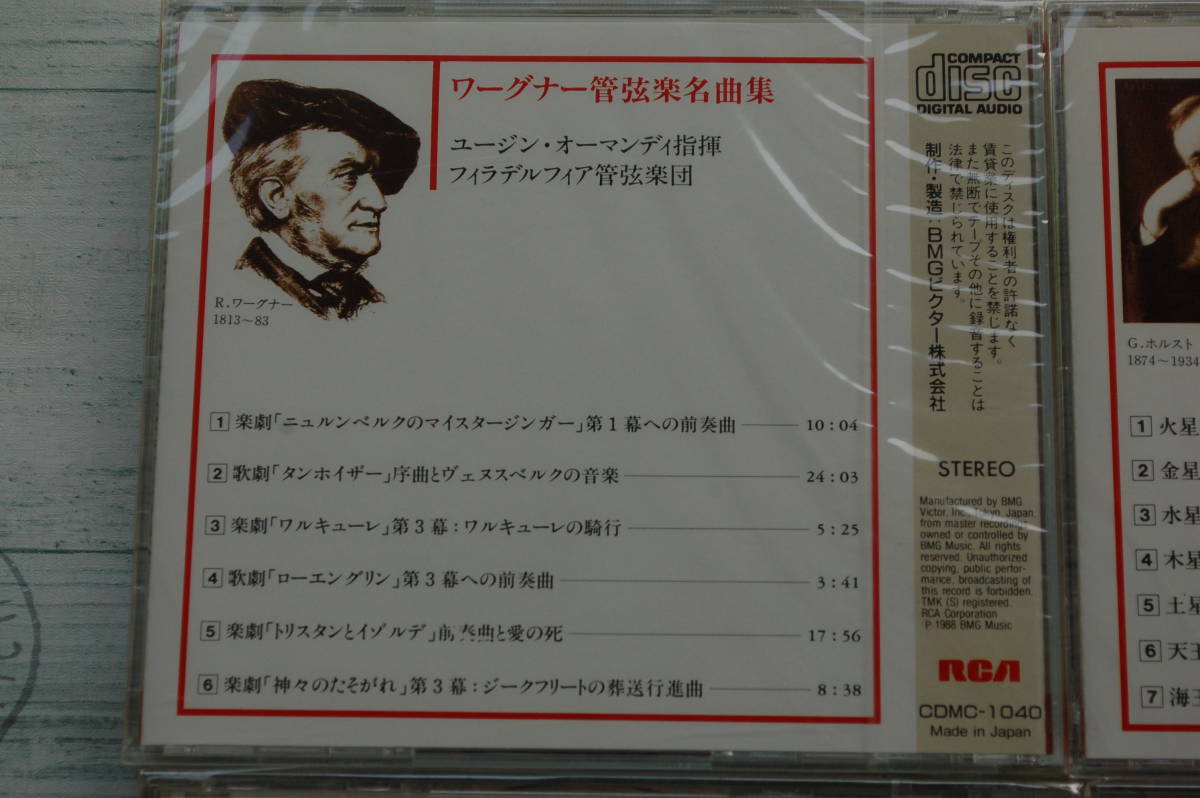 ワーグナー管弦楽名曲集
ユージン・オーマンディ指揮
フィラデルフィア管弦楽団
R.ワーグナー
1813〜83
1 楽劇「ニュルンベルクのマイスタージンガー」第1幕への前奏曲 10:04
2 歌劇「タンホイザー」序曲とヴェヌスベルクの音楽 24:03
3 楽劇「ワルキューレ」第3幕:ワルキューレの騎行 5:25
4 歌劇「ローエングリン」第3幕への前奏曲 3:41
5 楽劇「トリスタンとイゾルデ」前奏曲と愛の死 17:56
6 楽劇「神々のたそがれ」第3幕:ジークフリートの葬送行進曲 8:38
COMPACT
disc
DIGITAL AUDIO
このディスクは権利者の許諾なく
賃貸業に使用することを禁じます。
また無断でテープその他に録音することは
法律で禁じられています。
制作・製造:BMGビクター株式会社
STEREO
Manufactured by BMG
Victor, Inc., Tokyo, Japan,
from master recordings
owned or controlled by
BMG Music. All rights
reserved. Unauthorized
copying, public perfor-
mance, broadcasting of
this record is forbidden.
TMK (S) registered.
RCA Corporation
P 1988 BMG Music
RCA
CDMC-1040
Made in Japan
G.ホルスト
1874〜1934
1 火星
2 金星
3 水星
4 木星
5 土星
6 天王
7 海王